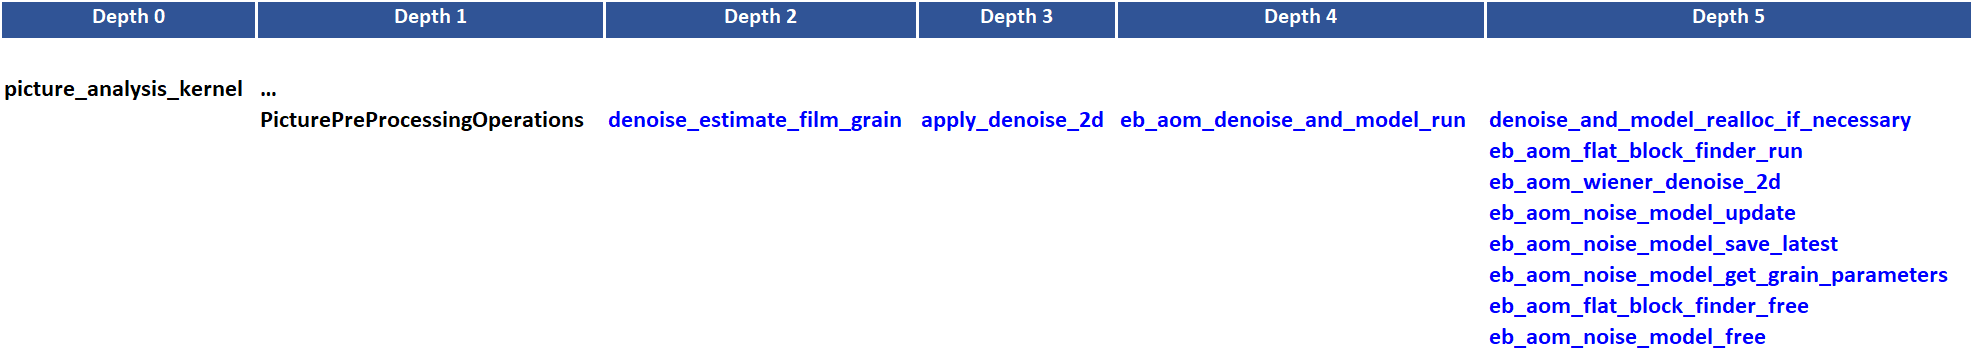 Depth 0 Depth 1 Depth 2 Depth 3 Depth 4 Depth 5
picture_analysis_kernel ...
PicturePreProcessingOperations denoise_estimate_film_grain apply_denoise_2d eb_aom_denoise_and_model_run denoise_and_model_realloc_if_necessary
eb_aom_flat_block_finder_run
eb_aom_wiener_denoise_2d
eb_aom_noise_model_update
eb_aom_noise_model_save_latest
eb_aom_noise_model_get_grain_parameters
eb_aom_flat_block_finder_free
eb_aom_noise_model_free